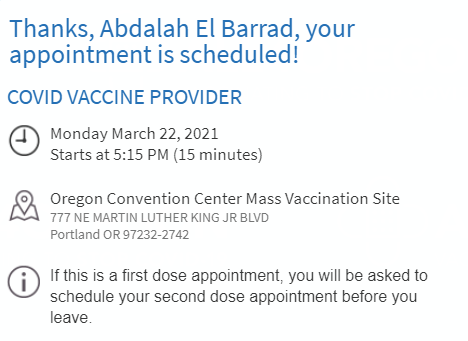 Thanks, Abdalah El Barrad, your
appointment is scheduled!
COVID VACCINE PROVIDER
Monday March 22, 2021
Starts at 5:15 PM (15 minutes)
Oregon Convention Center Mass Vaccination Site
777 NE MARTIN LUTHER KING JR BLVD
Portland OR 97232-2742
If this is a first dose appointment, you will be asked to
schedule your second dose appointment before you
leave.